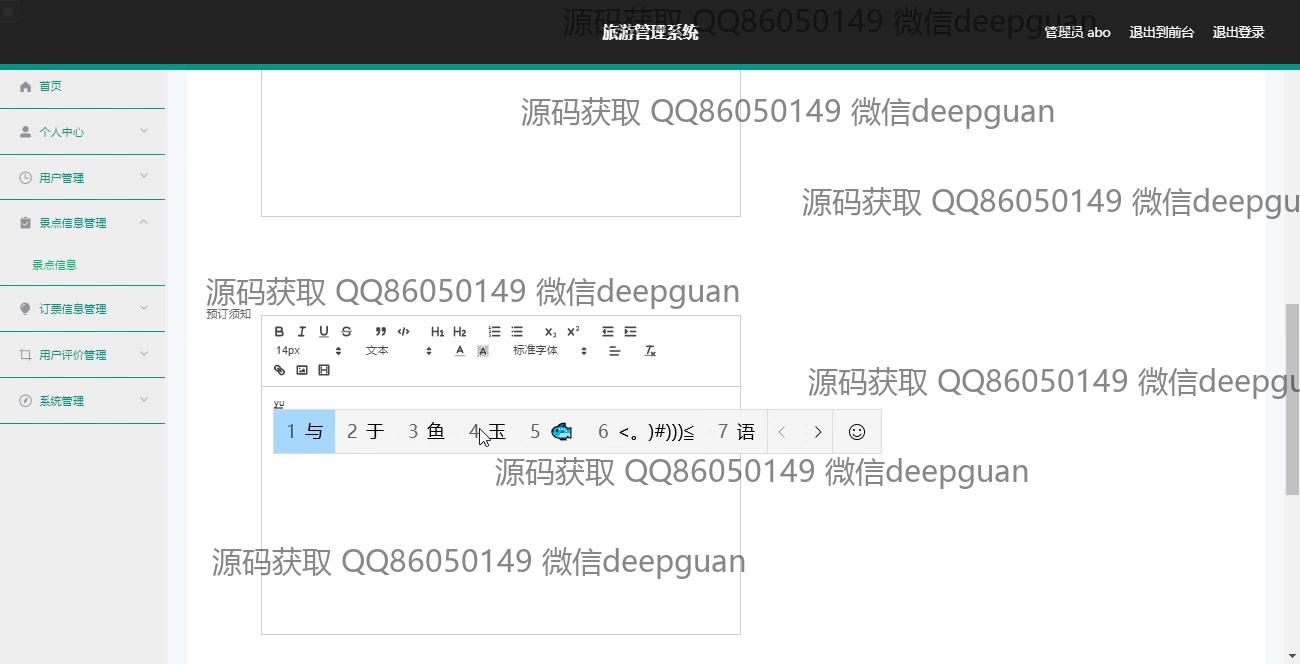 源码获取 QQ86050149 微信deepguan
旅游管理系统
管理员 abo 退出到前台 退出登录
首页
个人中心
用户管理
景点信息管理
景点信息
订票信息管理
用户评价管理
系统管理
源码获取 QQ86050149 微信deepguan
源码获取 QQ86050149 微信deepgu
源码获取 QQ86050149 微信deepguan
预订须知
B I U S H1 H2 X2 X2
14px 文本 A A 标准字体 Tx
源码获取 QQ86050149 微信deepgu
yu
1 与 2 于 3 鱼 4 玉 5 🐟 6 <。)#)))≦ 7 语
源码获取 QQ86050149 微信deepguan
源码获取 QQ86050149 微信deepguan